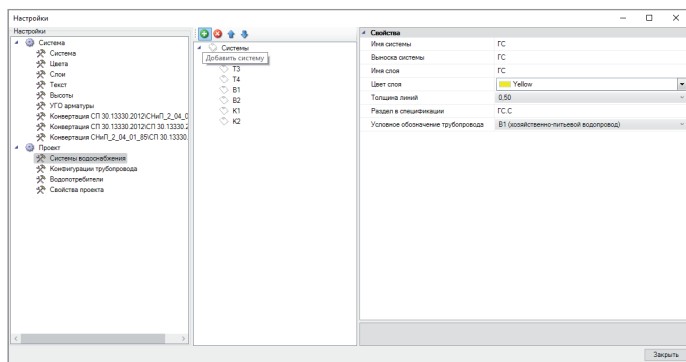 Настройки
Настройки
Система
Система
Цвета
Слои
Текст
Высоты
УГО арматуры
Конвертация СП 30.13330.2012\СНиП_2_04_0
Конвертация СП 30.13330.2012\СП 30.13330.2
Конвертация СНиП_2_04_01_85\СП 30.13330.
Проект
Системы водоснабжения
Конфигурации трубопровода
Водопотребители
Свойства проекта
Системы
Добавить систему
Т3
Т4
В1
В2
К1
К2
Свойства
Имя системы ГС
Выноска системы ГС
Имя слоя ГС
Цвет слоя Yellow
Толщина линий 0,50
Раздел в спецификации ГС.С
Условное обозначение трубопровода В1 (хозяйственно-питьевой водопровод)
Закрыть